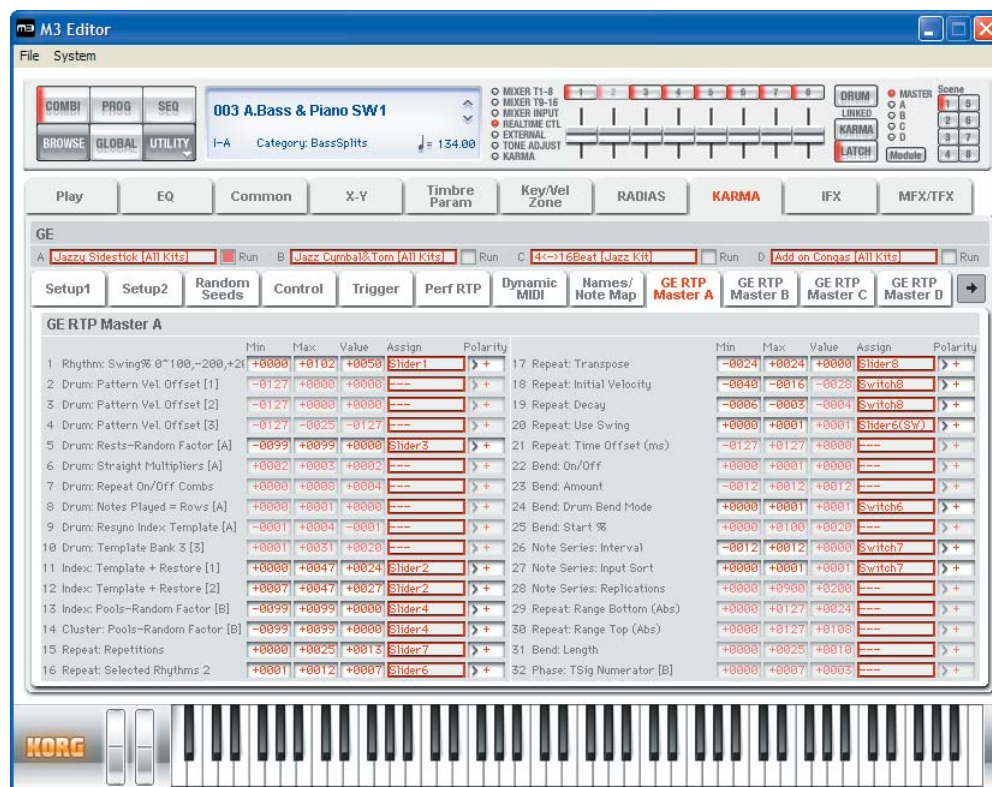 M3 Editor
File System
COMBI PROG SEQ
BROWSE GLOBAL UTILITY
003 A.Bass & Piano SW1
I-A Category: BassSplits ♩= 134.00
MIXER T1-8
MIXER T9-16
MIXER INPUT
REALTIME CTL
EXTERNAL
TONE ADJUST
KARMA
1 2 3 4 5 6 7 8
DRUM
LINKED
KARMA
LATCH
MASTER
A
B
C
D
Module
Scene
1 5
2 6
3 7
4 8
Play EQ Common X-Y Timbre Param Key/Vel Zone RADIAS KARMA IFX MFX/TFX
GE
A Jazzy Sidestick [All Kits] Run B Jazz Cymbal&Tom [All Kits] Run C 4<->16Beat [Jazz Kit] Run D Add on Congas [All Kits] Run
Setup1 Setup2 Random Seeds Control Trigger Perf RTP Dynamic MIDI Names/ Note Map GE RTP Master A GE RTP Master B GE RTP Master C GE RTP Master D
GE RTP Master A
Min Max Value Assign Polarity
1 Rhythm: Swing% 0~100,-200,+2 +0000 +0102 +0050 Slider1 +
2 Drum: Pattern Vel. Offset [1] -0127 +0000 +0000 --- +
3 Drum: Pattern Vel. Offset [2] -0127 +0000 +0000 --- +
4 Drum: Pattern Vel. Offset [3] -0127 -0025 -0127 --- +
5 Drum: Rests-Random Factor [A] -0099 +0099 +0000 Slider3 +
6 Drum: Straight Multipliers [A] +0002 +0003 +0002 --- +
7 Drum: Repeat On/Off Combs +0000 +0008 +0004 --- +
8 Drum: Notes Played = Rows [A] +0000 +0001 +0000 --- +
9 Drum: Resync Index Template [A] -0001 +0004 -0001 --- +
10 Drum: Template Bank 3 [3] +0001 +0031 +0020 --- +
11 Index: Template + Restore [1] +0000 +0047 +0024 Slider2 +
12 Index: Template + Restore [2] +0007 +0047 +0027 Slider2 +
13 Index: Pools-Random Factor [B] -0099 +0099 +0000 Slider4 +
14 Cluster: Pools-Random Factor [B] -0099 +0099 +0000 Slider4 +
15 Repeat: Repetitions +0000 +0025 +0013 Slider7 +
16 Repeat: Selected Rhythms 2 +0001 +0012 +0007 Slider6 +
Min Max Value Assign Polarity
17 Repeat: Transpose -0024 +0024 +0000 Slider8 +
18 Repeat: Initial Velocity -0040 -0016 -0028 Switch8 +
19 Repeat: Decay -0006 -0003 -0004 Switch8 +
20 Repeat: Use Swing +0000 +0001 +0001 Slider6(SW) +
21 Repeat: Time Offset (ms) -0127 +0127 +0000 --- +
22 Bend: On/Off +0000 +0001 +0000 --- +
23 Bend: Amount -0012 +0012 +0012 --- +
24 Bend: Drum Bend Mode +0000 +0001 +0001 Switch6 +
25 Bend: Start % +0000 +0100 +0020 --- +
26 Note Series: Interval -0012 +0012 +0000 Switch7 +
27 Note Series: Input Sort +0000 +0001 +0001 Switch7 +
28 Note Series: Replications +0000 +0900 +0200 --- +
29 Repeat: Range Bottom (Abs) +0000 +0127 +0024 --- +
30 Repeat: Range Top (Abs) +0000 +0127 +0108 --- +
31 Bend: Length +0000 +0025 +0010 --- +
32 Phase: TSig Numerator [B] +0000 +0007 +0003 --- +
KORG